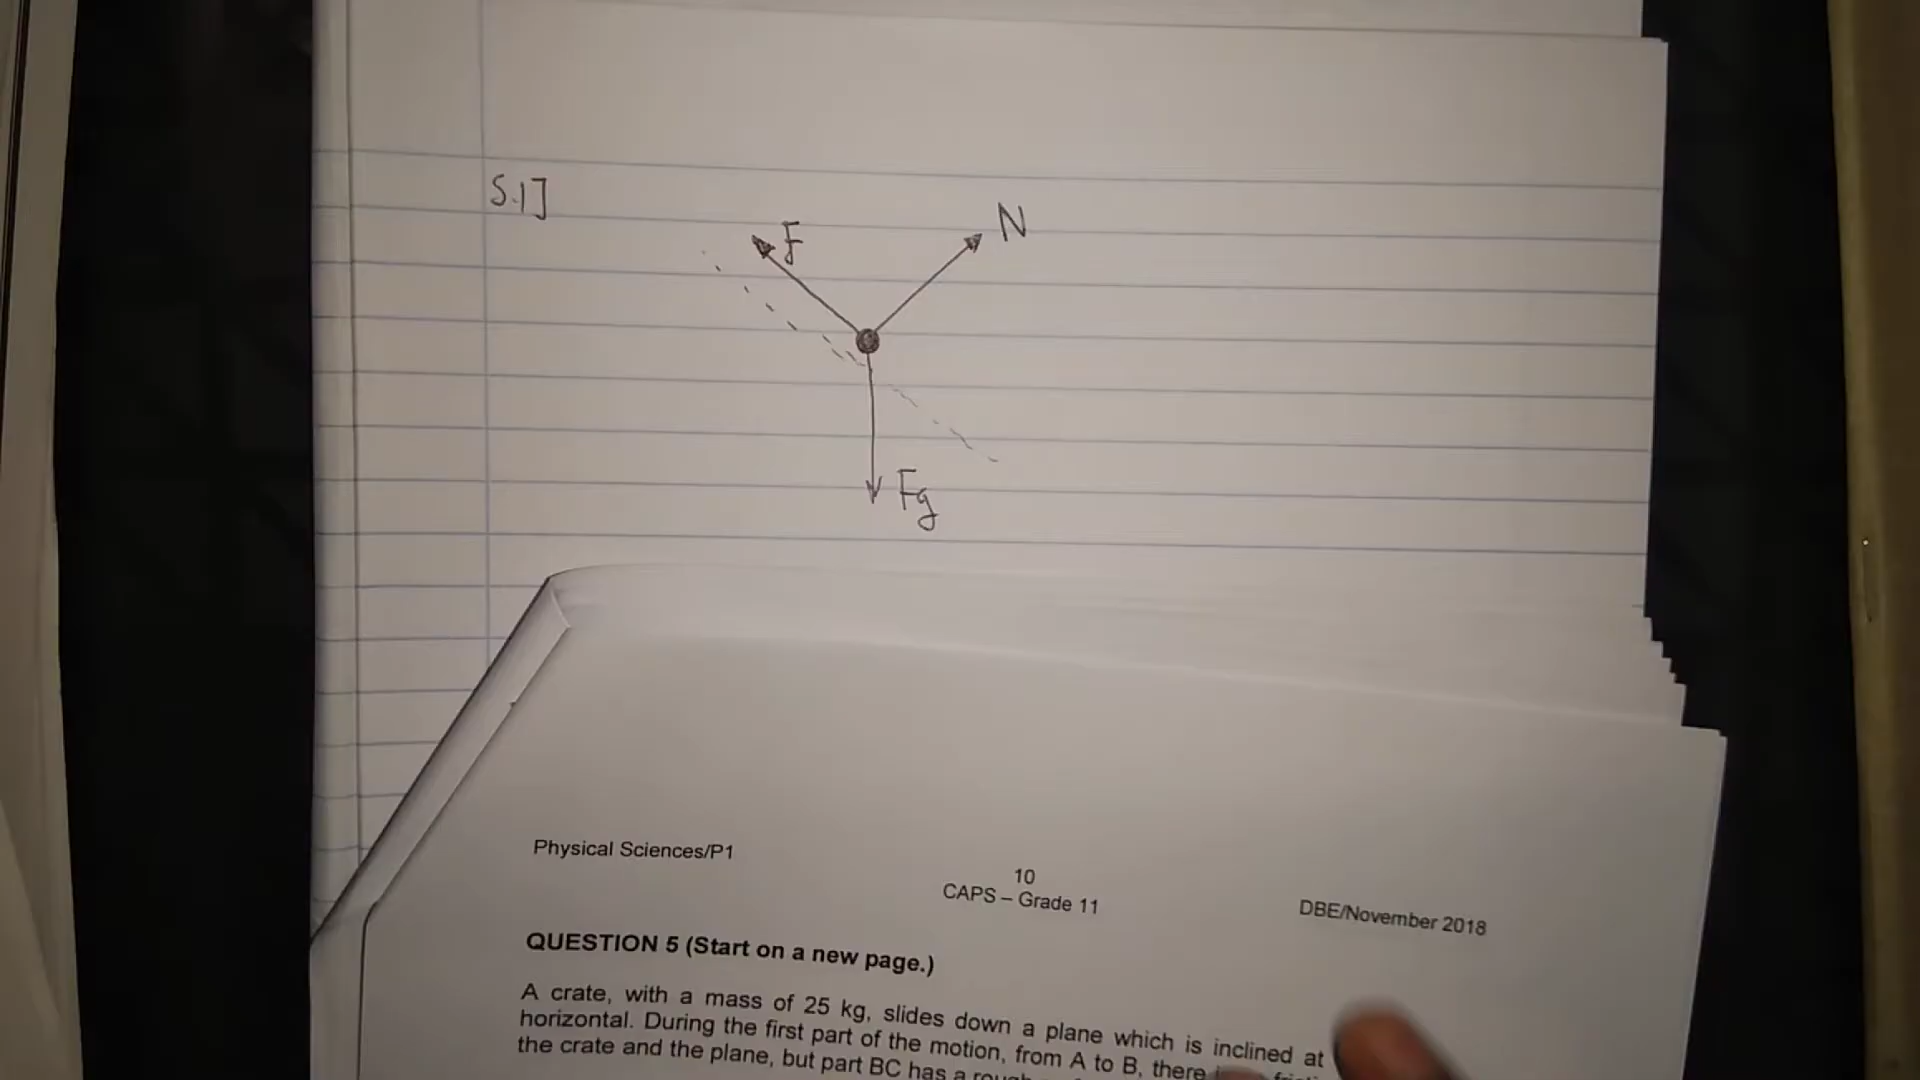 5.1]
f
N
Fg
Physical Sciences/P1
10
CAPS – Grade 11
DBE/November 2018
QUESTION 5 (Start on a new page.)
A crate, with a mass of 25 kg, slides down a plane which is inclined at
horizontal. During the first part of the motion, from A to B, there
the crate and the plane, but part BC has a